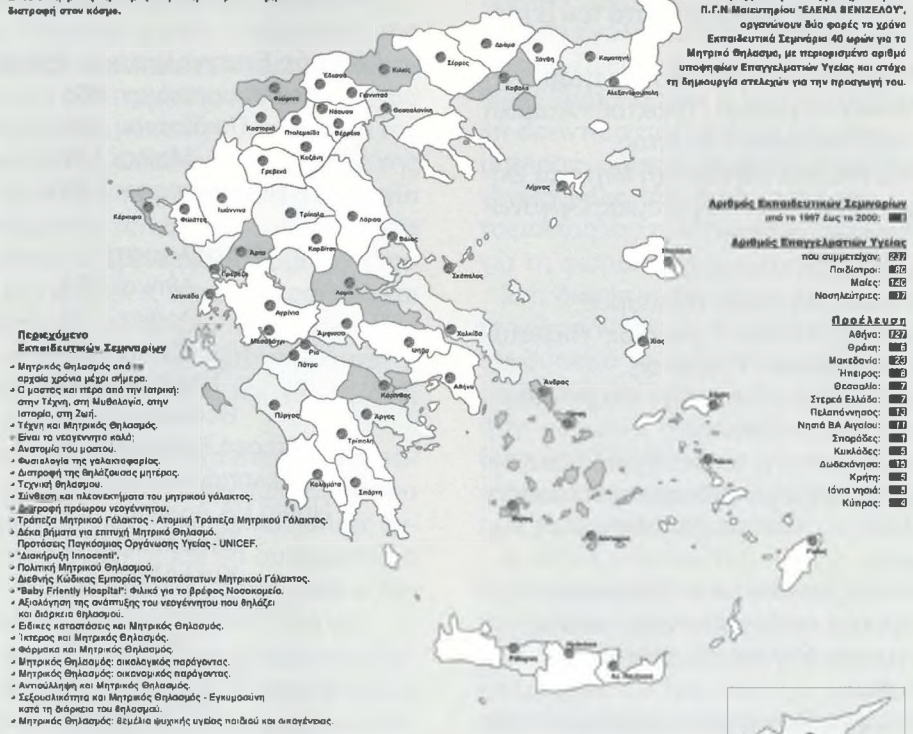 διατροφή στον κόσμο.
Π.Γ.Ν Μαιευτηρίου "ΕΛΕΝΑ ΒΕΝΙΖΕΛΟΥ",
οργανώνουν δύο φορές το χρόνο
Εκπαιδευτικά Σεμινάρια 40 ωρών για το
Μητρικό Θηλασμό, με περιορισμένο αριθμό
υποψηφίων Επαγγελματιών Υγείας και στόχο
τη δημιουργία στελεχών για την προαγωγή του.
Δράμα
Σέρρες
Ξάνθη
Κομοτηνή
Αλεξανδρούπολη
Καβάλα
Κιλκίς
Έδεσσα
Γιαννιτσά
Θεσσαλονίκη
Φλώρινα
Νάουσα
Βέρροια
Καστοριά
Πτολεμαΐδα
Κοζάνη
Γρεβενά
Λήμνος
Κέρκυρα
Φιλιάτες
Ιωάννινα
Τρίκαλα
Λάρισα
Βόλος
Καρδίτσα
Άρτα
Πρέβεζα
Σκόπελος
Λευκάδα
Λαμία
Αγρίνιο
Άμφισσα
Χαλκίδα
Μεσολόγγι
Θήβα
Ρίο
Πάτρα
Χίος
Αθήνα
Κόρινθος
Άνδρος
Πύργος
Άργος
Τρίπολη
Καλαμάτα
Σπάρτη
Ρόδος
Ρέθυμνο
Αριθμός Εκπαιδευτικών Σεμιναρίων
από το 1997 έως το 2000:
Αριθμός Επαγγελματιών Υγείας
που συμμετείχαν: 232
Παιδίατροι:
Μαίες: 140
Νοσηλεύτριες:
Προέλευση
Αθήνα: 127
Θράκη: 6
Μακεδονία: 23
Ήπειρος: 8
Θεσσαλία: 7
Στερεά Ελλάδα: 7
Πελοπόννησος: 13
Νησιά ΒΑ Αιγαίου: 11
Σποράδες: 1
Κυκλάδες: 5
Δωδεκάνησα: 15
Κρήτη: 5
Ιόνια νησιά:
Κύπρος: 4
Περιεχόμενο
Εκπαιδευτικών Σεμιναρίων
Μητρικός Θηλασμός από τα
αρχαία χρόνια μέχρι σήμερα.
Ο μαστός και πέρα από την Ιατρική:
στην Τέχνη, στη Μυθολογία, στην
Ιστορία, στη Ζωή.
Τέχνη και Μητρικός Θηλασμός.
Είναι το νεογέννητο καλά;
Ανατομία του μαστού.
Φυσιολογία της γαλακτοφορίας.
Διατροφή της θηλάζουσας μητέρας.
Τεχνική θηλασμού.
Σύνθεση και πλεονεκτήματα του μητρικού γάλακτος.
Διατροφή πρόωρου νεογέννητου.
Τράπεζα Μητρικού Γάλακτος - Ατομική Τράπεζα Μητρικού Γάλακτος.
Δέκα βήματα για επιτυχή Μητρικό Θηλασμό.
Προτάσεις Παγκόσμιας Οργάνωσης Υγείας - UNICEF.
"Διακήρυξη Innocenti".
Πολιτική Μητρικού Θηλασμού.
Διεθνής Κώδικας Εμπορίας Υποκατάστατων Μητρικού Γάλακτος.
"Baby Friently Hospital": Φιλικό για το βρέφος Νοσοκομείο.
Αξιολόγηση της ανάπτυξης του νεογέννητου που θηλάζει
και διάρκεια θηλασμού.
Ειδικές καταστάσεις και Μητρικός Θηλασμός.
Ίκτερος και Μητρικός Θηλασμός.
Φάρμακα και Μητρικός Θηλασμός.
Μητρικός Θηλασμός: οικολογικός παράγοντας.
Μητρικός Θηλασμός: οικονομικός παράγοντας.
Αντισύλληψη και Μητρικός Θηλασμός.
Σεξουαλικότητα και Μητρικός Θηλασμός - Εγκυμοσύνη
κατά τη διάρκεια του θηλασμού.
Μητρικός Θηλασμός: θεμέλιο ψυχικής υγείας παιδιού και οικογένειας.